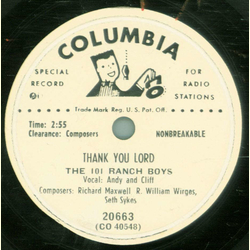 COLUMBIA
SPECIAL RECORD
FOR RADIO STATIONS
Trade Mark Reg. U. S. Pat. Off.
Time: 2:55
Clearance: Composers NONBREAKABLE
THANK YOU LORD
THE 101 RANCH BOYS
Vocal: Andy and Cliff
Composers: Richard Maxwell R. William Wirges,
Seth Sykes
20663
(CO 40548)